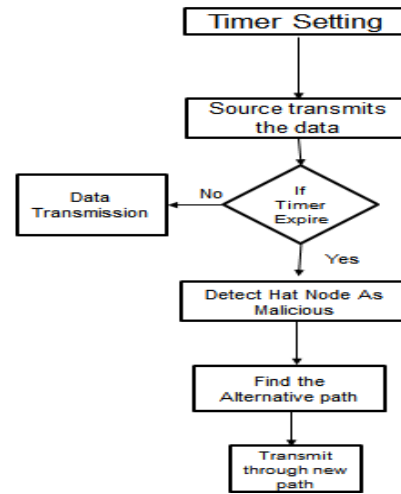 Timer Setting
Source transmits
the data
If
Timer
Expire
No
Data
Transmission
Yes
Detect Hat Node As
Malicious
Find the
Alternative path
Transmit
through new
path